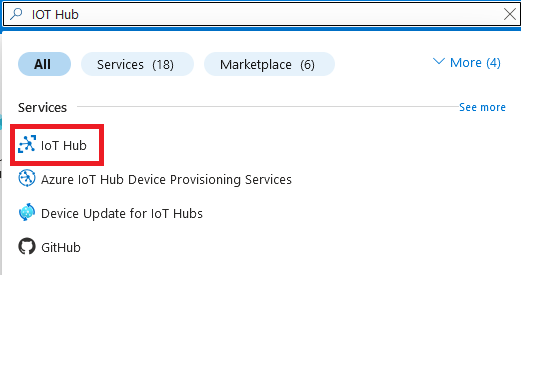 IOT Hub
All Services (18) Marketplace (6) More (4)
Services See more
IoT Hub
Azure IoT Hub Device Provisioning Services
Device Update for IoT Hubs
GitHub